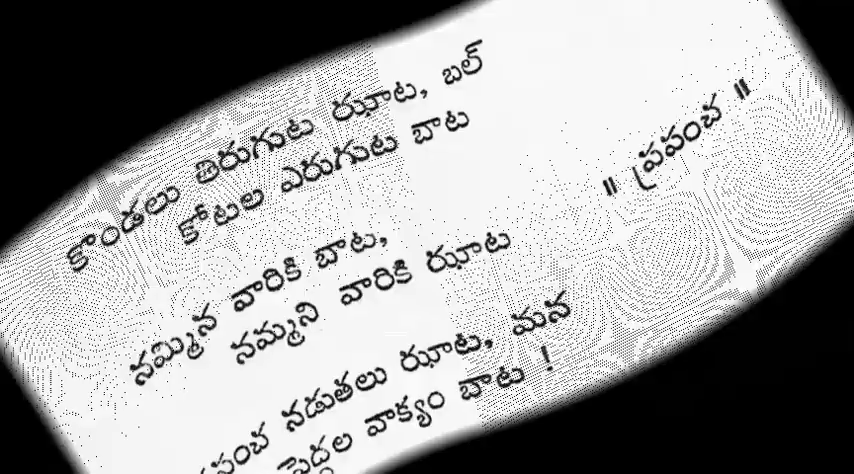 కొండలు తిరుగుట ఝాట, బల్
కోటల ఎరుగుట బాట
॥ ప్రపంచ ॥
నమ్మిన వారికి బాట,
నమ్మని వారికి ఝాట
నడుతలు ఝాట, మన
పెద్దల వాక్యం బాట !